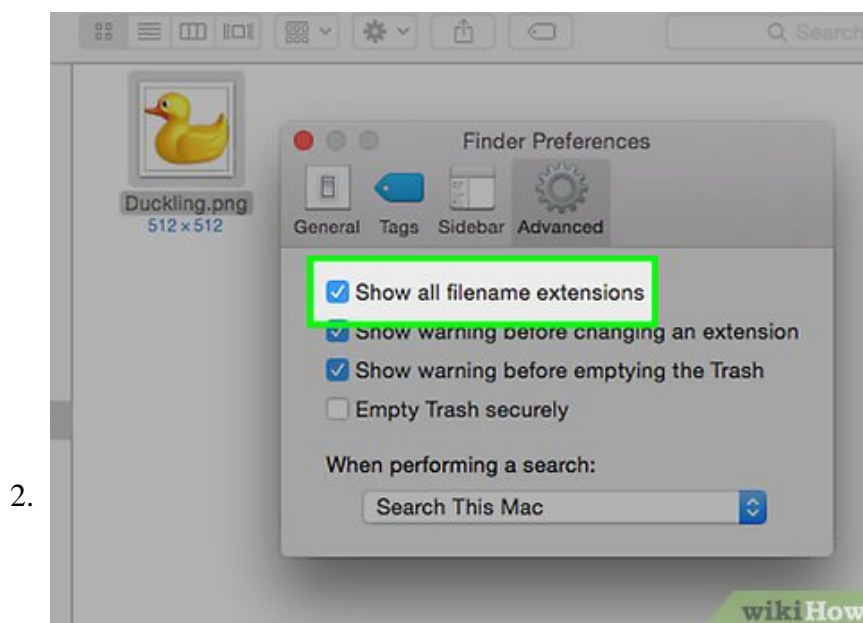 Search
Duckling.png
512 × 512
Finder Preferences
General Tags Sidebar Advanced
Show all filename extensions
Show warning before changing an extension
Show warning before emptying the Trash
Empty Trash securely
When performing a search:
2.
Search This Mac
wikiHow